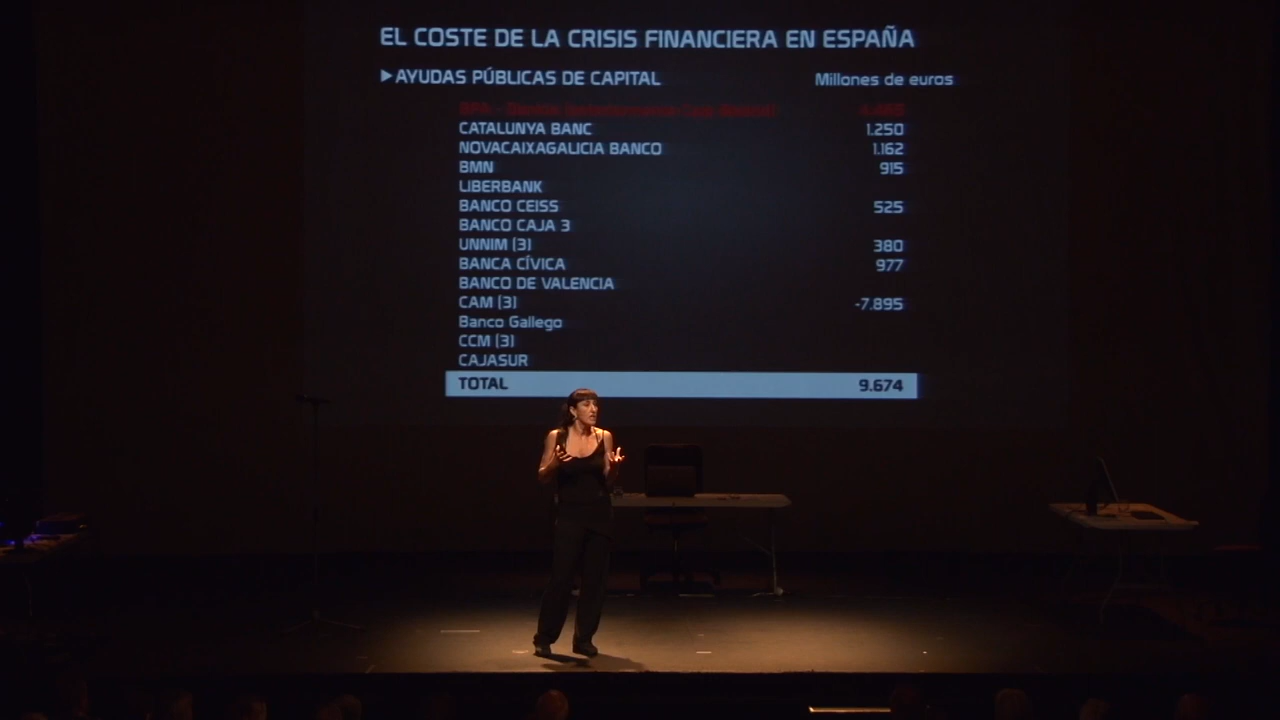 EL COSTE DE LA CRISIS FINANCIERA EN ESPAÑA
▶AYUDAS PÚBLICAS DE CAPITAL Millones de euros
CATALUNYA BANC 1.250
NOVACAIXAGALICIA BANCO 1.162
BMN 915
LIBERBANK
BANCO CEISS 525
BANCO CAJA 3
UNNIM (3) 380
BANCA CÍVICA 977
BANCO DE VALENCIA
CAM (3) -7.895
Banco Gallego
CCM (3)
CAJASUR
TOTAL 9.674